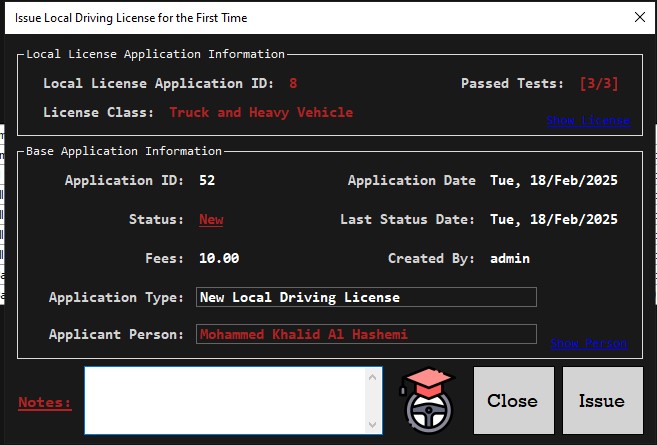 Issue Local Driving License for the First Time
Local License Application Information
Local License Application ID: 8 Passed Tests: [3/3]
License Class: Truck and Heavy Vehicle
Show License
Base Application Information
Application ID: 52 Application Date Tue, 18/Feb/2025
Status: New Last Status Date: Tue, 18/Feb/2025
Fees: 10.00 Created By: admin
Application Type: New Local Driving License
Applicant Person: Mohammed Khalid Al Hashemi
Show Person
Notes: Close Issue